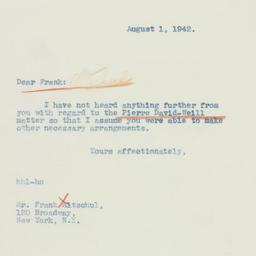 August 1, 1942.
Dear Frank:
I have not heard anything further from
you with regard to the Pierre David-Weill
matter so that I assume you were able to make
other necessary arrangements.
Yours affectionately,
hhl-hs
Mr. Frank Altschul,
120 Broadway,
New York, N.Y.